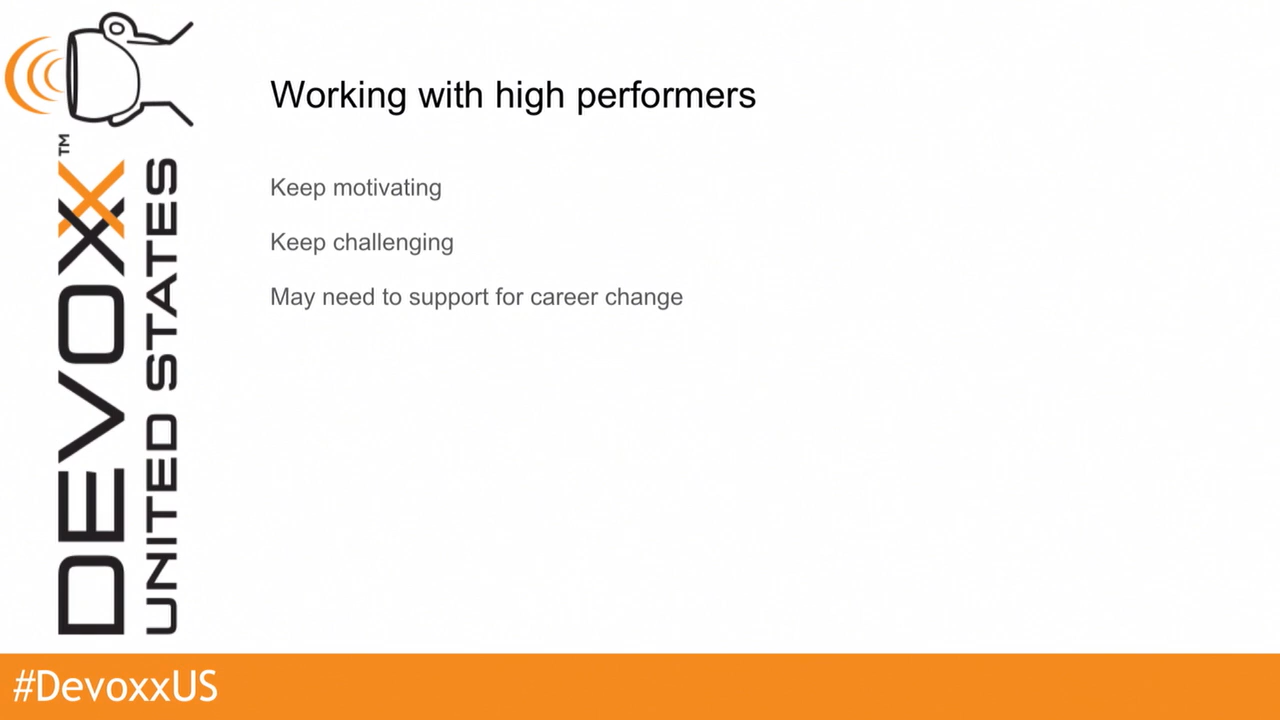 Working with high performers
Keep motivating
Keep challenging
May need to support for career change
DEVOXX™
UNITED STATES
#DevoxxUS